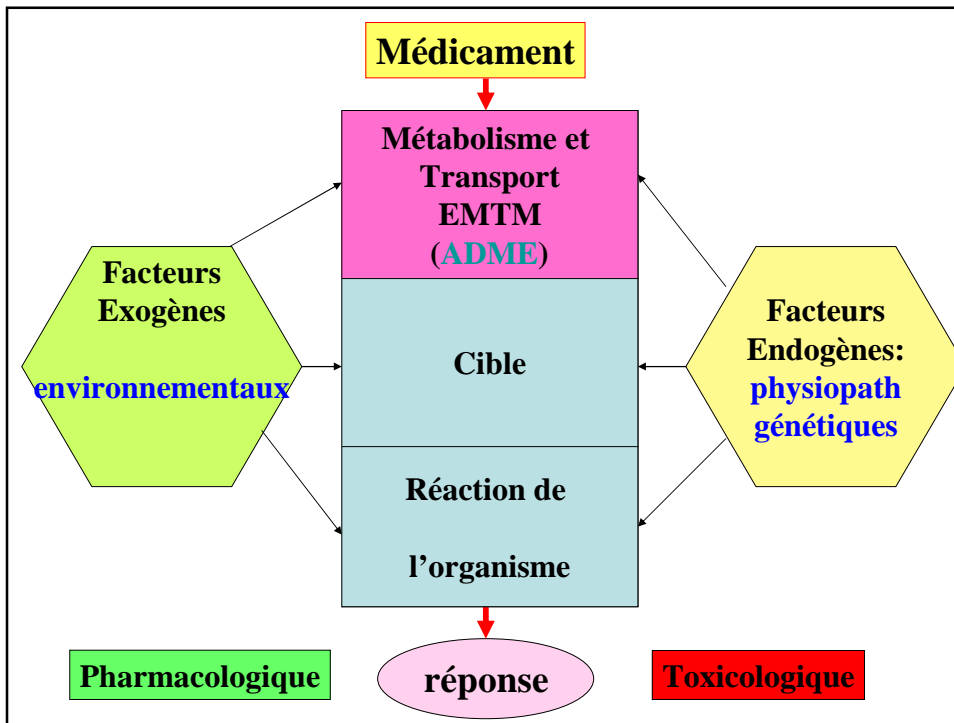 Médicament
Métabolisme et
Transport
EMTM
(ADME)
Facteurs
Exogènes
environnementaux
Cible
Facteurs
Endogènes:
physiopath
génétiques
Réaction de
l’organisme
Pharmacologique
réponse
Toxicologique